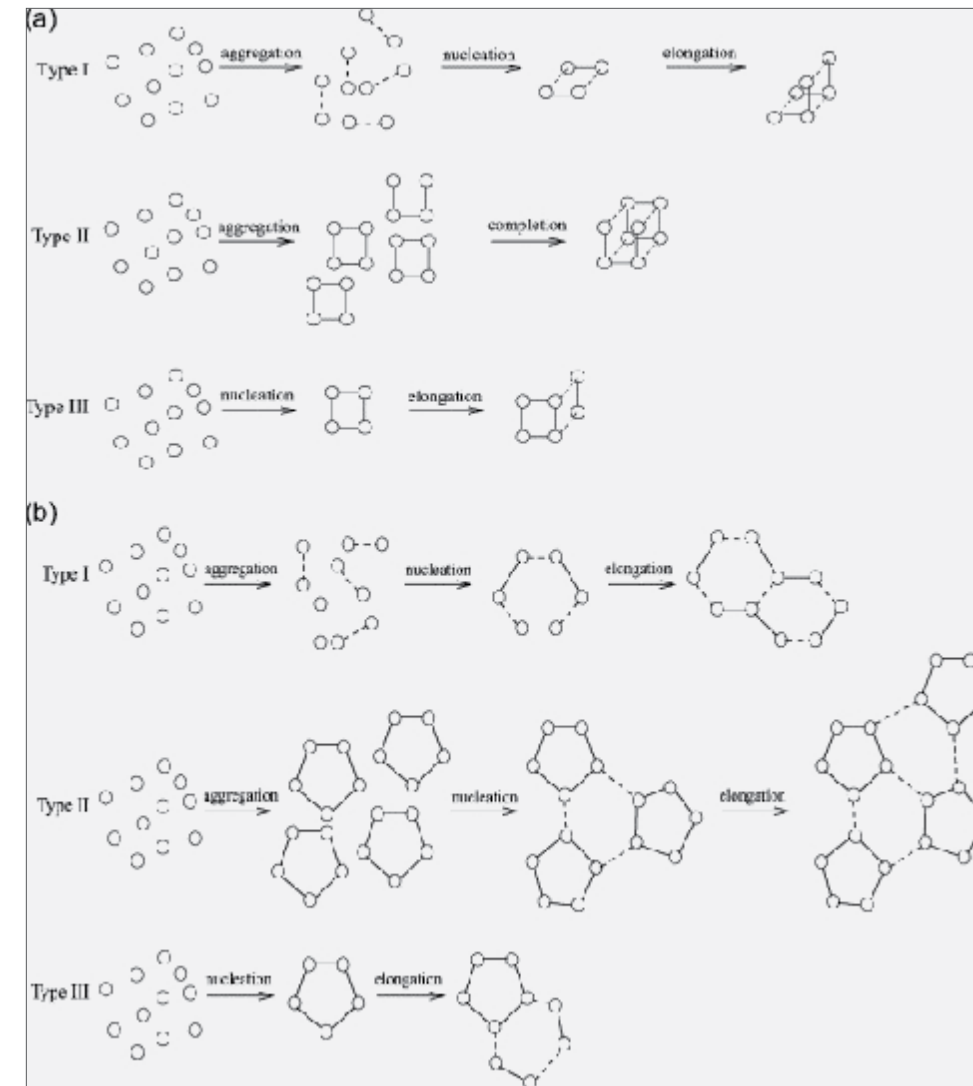 (a)
Type I aggregation nucleation elongation
Type II aggregation completion
Type III nucleation elongation
(b)
Type I aggregation nucleation elongation
Type II aggregation nucleation elongation
Type III nucleation elongation